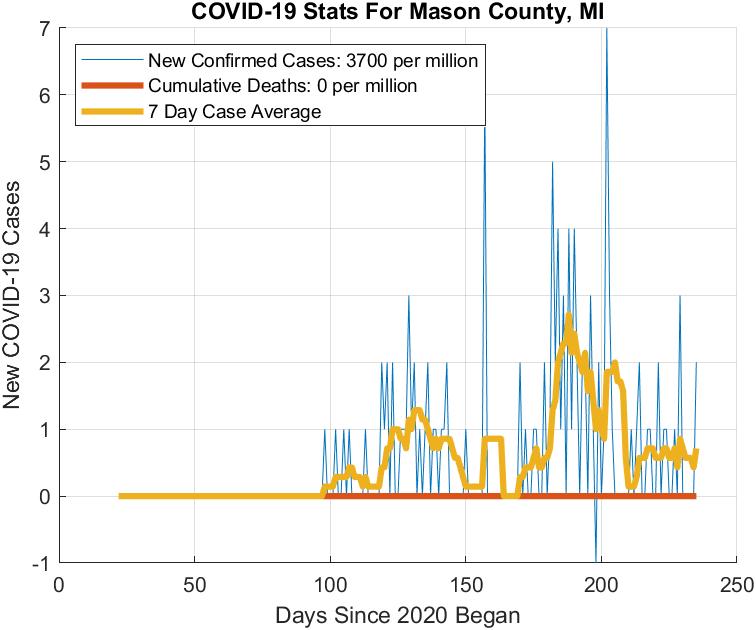 COVID-19 Stats For Mason County, MI
New Confirmed Cases: 3700 per million
Cumulative Deaths: 0 per million
7 Day Case Average
New COVID-19 Cases
7
6
5
4
3
2
1
0
-1
0 50 100 150 200 250
Days Since 2020 Began